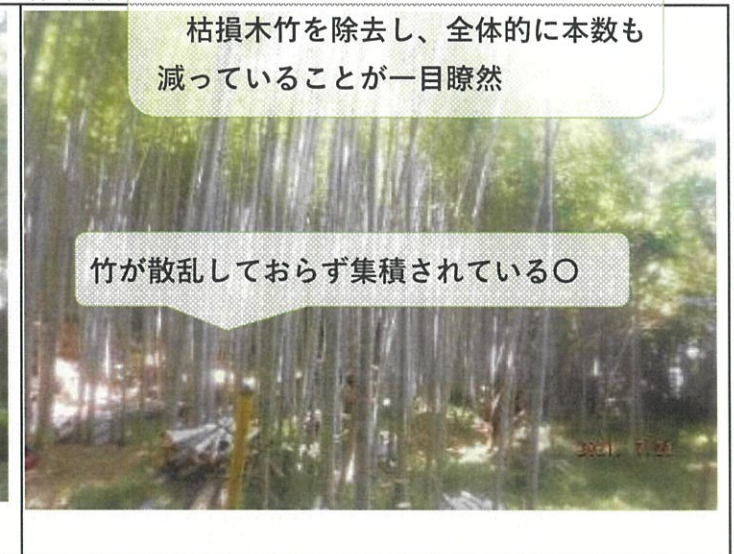 枯損木竹を除去し、全体的に本数も
減っていることが一目瞭然
竹が散乱しておらず集積されている〇